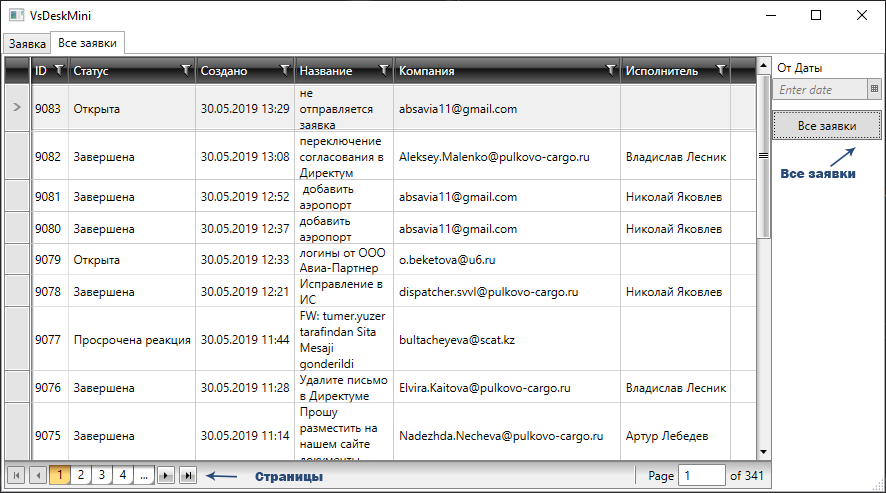 VsDeskMini
Заявка Все заявки
ID Статус Создано Название Компания Исполнитель
От Даты
Enter date
Все заявки
Все заявки
не
отправляется
заявка
9083 Открыта 30.05.2019 13:29 absavia11@gmail.com
переключение
согласования в
Директум
9082 Завершена 30.05.2019 13:08 Aleksey.Malenko@pulkovo-cargo.ru Владислав Лесник
добавить
аэропорт
9081 Завершена 30.05.2019 12:52 absavia11@gmail.com Николай Яковлев
добавить
аэропорт
9080 Завершена 30.05.2019 12:37 absavia11@gmail.com Николай Яковлев
логины от ООО
Авиа-Партнер
9079 Открыта 30.05.2019 12:33 o.beketova@u6.ru
Исправление в
ИС
9078 Завершена 30.05.2019 12:21 dispatcher.svvl@pulkovo-cargo.ru Николай Яковлев
FW: tumer.yuzer
tarafindan Sita
Mesaji
gonderildi
9077 Просрочена реакция 30.05.2019 11:44 bultacheyeva@scat.kz
Удалите письмо
в Директуме
9076 Завершена 30.05.2019 11:28 Elvira.Kaitova@pulkovo-cargo.ru Владислав Лесник
Прошу
разместить на
нашем сайте
документы
9075 Завершена 30.05.2019 11:14 Nadezhda.Necheva@pulkovo-cargo.ru Артур Лебедев
1 2 3 4 ... Страницы Page 1 of 341